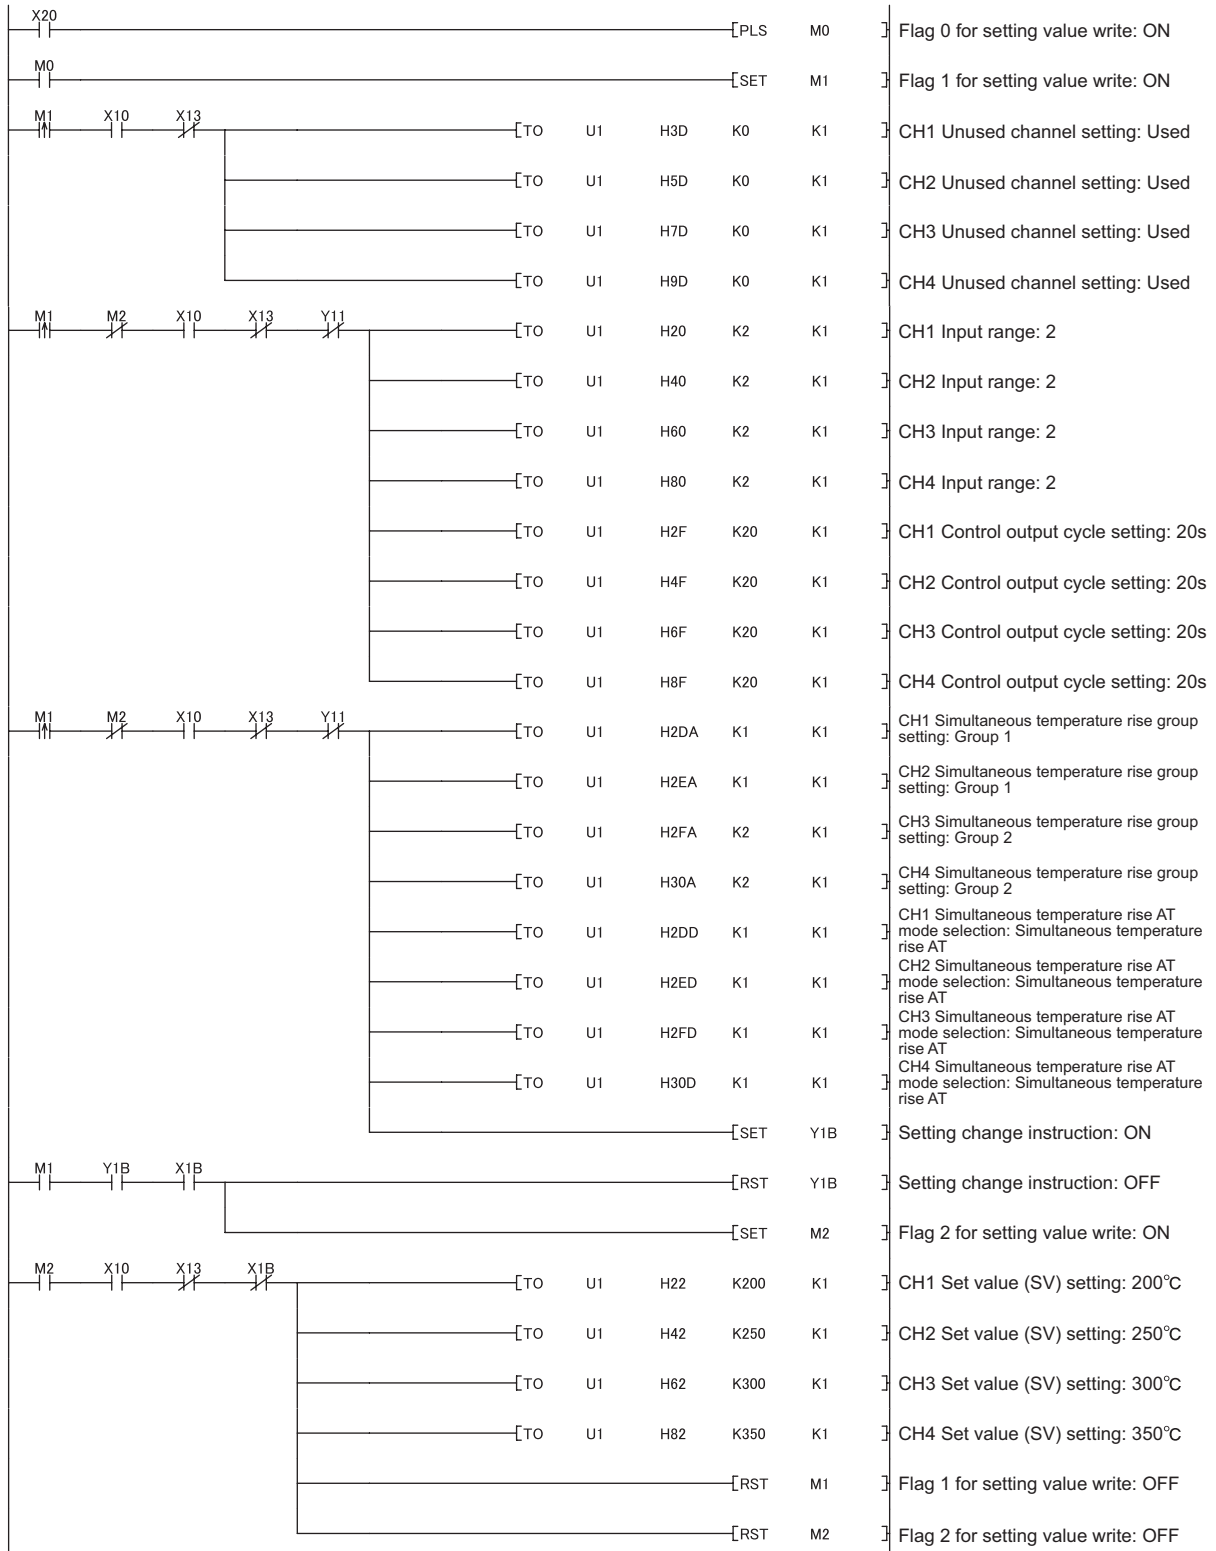 X20
[PLS M0 ] Flag 0 for setting value write: ON
M0
[SET M1 ] Flag 1 for setting value write: ON
M1 X10 X13
[TO U1 H3D K0 K1 ] CH1 Unused channel setting: Used
[TO U1 H5D K0 K1 ] CH2 Unused channel setting: Used
[TO U1 H7D K0 K1 ] CH3 Unused channel setting: Used
[TO U1 H9D K0 K1 ] CH4 Unused channel setting: Used
M1 M2 X10 X13 Y11
[TO U1 H20 K2 K1 ] CH1 Input range: 2
[TO U1 H40 K2 K1 ] CH2 Input range: 2
[TO U1 H60 K2 K1 ] CH3 Input range: 2
[TO U1 H80 K2 K1 ] CH4 Input range: 2
[TO U1 H2F K20 K1 ] CH1 Control output cycle setting: 20s
[TO U1 H4F K20 K1 ] CH2 Control output cycle setting: 20s
[TO U1 H6F K20 K1 ] CH3 Control output cycle setting: 20s
[TO U1 H8F K20 K1 ] CH4 Control output cycle setting: 20s
M1 M2 X10 X13 Y11
[TO U1 H2DA K1 K1 ] CH1 Simultaneous temperature rise group
setting: Group 1
[TO U1 H2EA K1 K1 ] CH2 Simultaneous temperature rise group
setting: Group 1
[TO U1 H2FA K2 K1 ] CH3 Simultaneous temperature rise group
setting: Group 2
[TO U1 H30A K2 K1 ] CH4 Simultaneous temperature rise group
setting: Group 2
CH1 Simultaneous temperature rise AT
[TO U1 H2DD K1 K1 ] mode selection: Simultaneous temperature
rise AT
CH2 Simultaneous temperature rise AT
[TO U1 H2ED K1 K1 ] mode selection: Simultaneous temperature
rise AT
CH3 Simultaneous temperature rise AT
[TO U1 H2FD K1 K1 ] mode selection: Simultaneous temperature
rise AT
CH4 Simultaneous temperature rise AT
[TO U1 H30D K1 K1 ] mode selection: Simultaneous temperature
rise AT
[SET Y1B ] Setting change instruction: ON
M1 Y1B X1B
[RST Y1B ] Setting change instruction: OFF
[SET M2 ] Flag 2 for setting value write: ON
M2 X10 X13 X1B
[TO U1 H22 K200 K1 ] CH1 Set value (SV) setting: 200°C
[TO U1 H42 K250 K1 ] CH2 Set value (SV) setting: 250°C
[TO U1 H62 K300 K1 ] CH3 Set value (SV) setting: 300°C
[TO U1 H82 K350 K1 ] CH4 Set value (SV) setting: 350°C
[RST M1 ] Flag 1 for setting value write: OFF
[RST M2 ] Flag 2 for setting value write: OFF